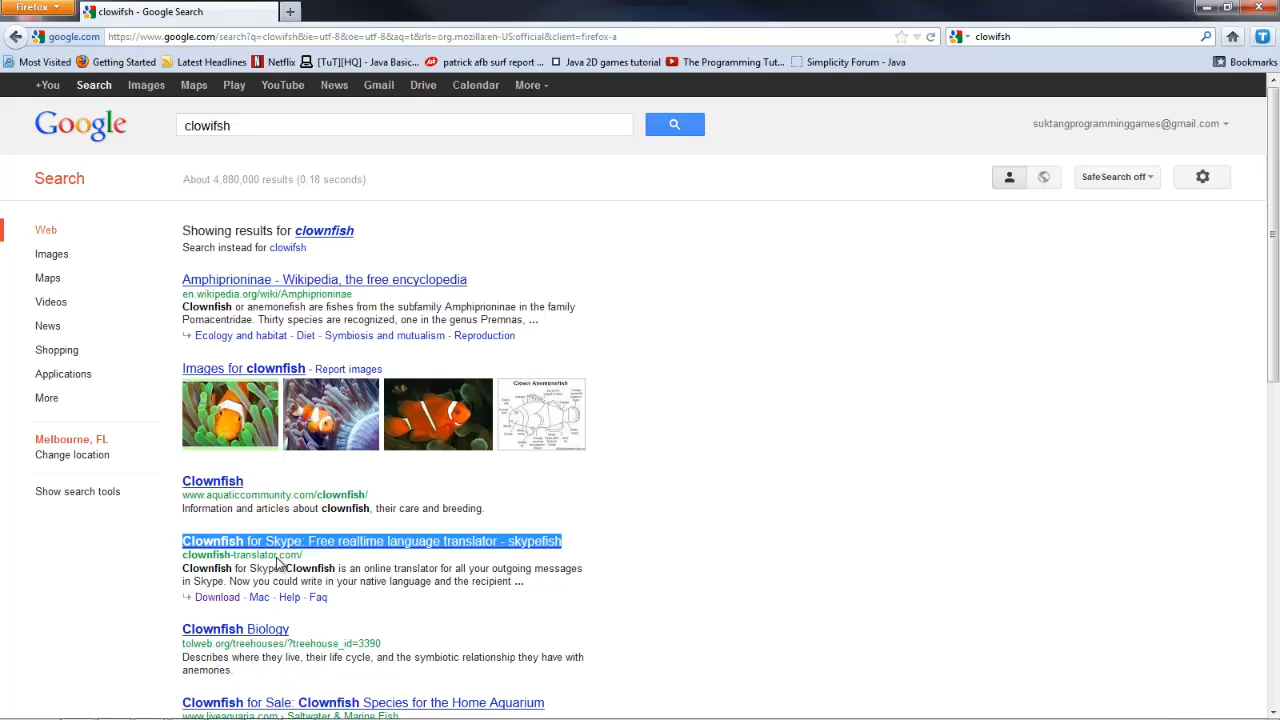 Firefox
clowifsh - Google Search
google.com https://www.google.com/search?q=clowifsh&ie=utf-8&oe=utf-8&aq=t&rls=org.mozilla:en-US:official&client=firefox-a
clowifsh
Most Visited Getting Started Latest Headlines Netflix [TuT][HQ] - Java Basic... patrick afb surf report ... Java 2D games tutorial The Programming Tut... Simplicity Forum - Java Bookmarks
+You Search Images Maps Play YouTube News Gmail Drive Calendar More
Google
clowifsh
suktangprogramminggames@gmail.com
Search
About 4,880,000 results (0.18 seconds)
SafeSearch off
Web
Images
Maps
Videos
News
Shopping
Applications
More
Melbourne, FL
Change location
Show search tools
Showing results for clownfish
Search instead for clowifsh
Amphiprioninae - Wikipedia, the free encyclopedia
en.wikipedia.org/wiki/Amphiprioninae
Clownfish or anemonefish are fishes from the subfamily Amphiprioninae in the family
Pomacentridae. Thirty species are recognized, one in the genus Premnas, ...
Ecology and habitat - Diet - Symbiosis and mutualism - Reproduction
Images for clownfish - Report images
Clown Anemonefish
Clownfish
www.aquaticcommunity.com/clownfish/
Information and articles about clownfish, their care and breeding.
Clownfish for Skype: Free realtime language translator - skypefish
clownfish-translator.com/
Clownfish for Skype Clownfish is an online translator for all your outgoing messages
in Skype. Now you could write in your native language and the recipient ...
Download - Mac - Help - Faq
Clownfish Biology
tolweb.org/treehouses/?treehouse_id=3390
Describes where they live, their life cycle, and the symbiotic relationship they have with
anemones.
Clownfish for Sale: Clownfish Species for the Home Aquarium
www.liveaquaria.com › Saltwater & Marine Fish